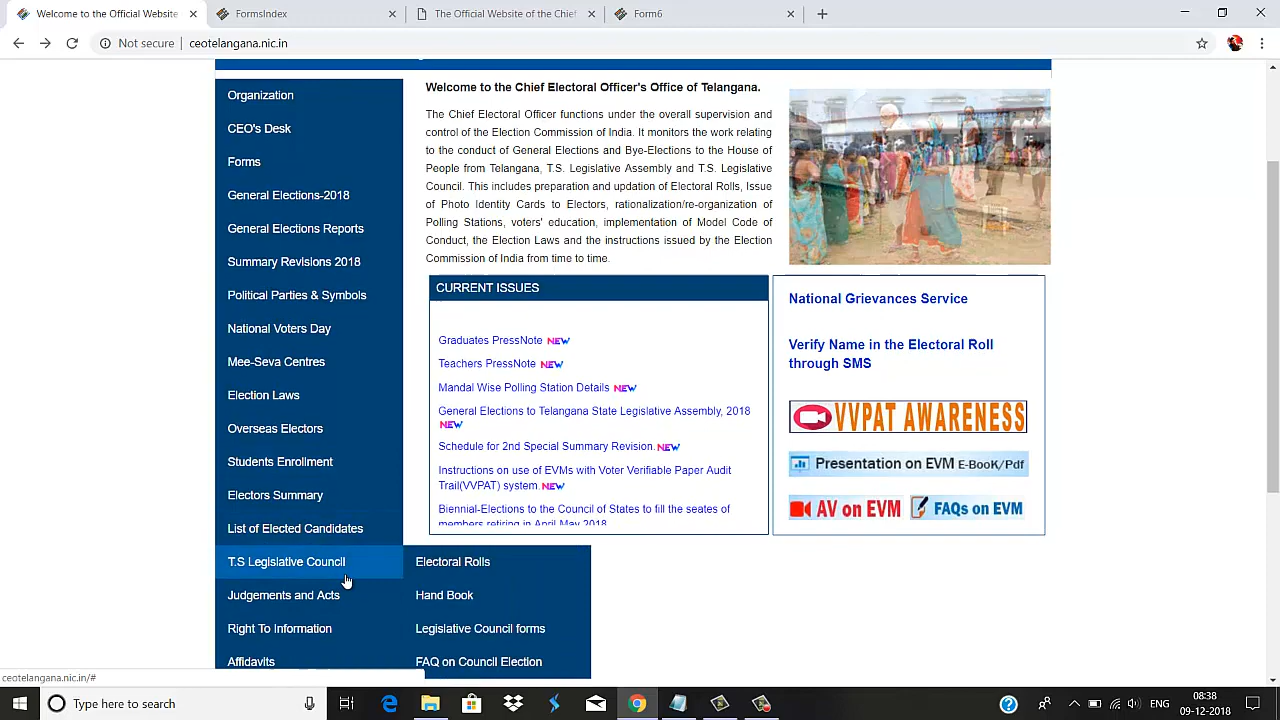 Welcome to the Official Website
FormsIndex
The Official Website of the Chief
Form6
Not secure
ceotelangana.nic.in
Organization
CEO's Desk
Forms
General Elections-2018
General Elections Reports
Summary Revisions 2018
Political Parties & Symbols
National Voters Day
Mee-Seva Centres
Election Laws
Overseas Electors
Students Enrollment
Electors Summary
List of Elected Candidates
T.S Legislative Council
Judgements and Acts
Right To Information
Affidavits
Electoral Rolls
Hand Book
Legislative Council forms
FAQ on Council Election
Welcome to the Chief Electoral Officer's Office of Telangana.
The Chief Electoral Officer functions under the overall supervision and
control of the Election Commission of India. It monitors the work relating
to the conduct of General Elections and Bye-Elections to the House of
People from Telangana, T.S. Legislative Assembly and T.S. Legislative
Council. This includes preparation and updation of Electoral Rolls, Issue
of Photo Identity Cards to Electors, rationalization/re-organization of
Polling Stations, voters' education, implementation of Model Code of
Conduct, the Election Laws and the instructions issued by the Election
Commission of India from time to time.
CURRENT ISSUES
Graduates PressNote NEW
Teachers PressNote NEW
Mandal Wise Polling Station Details NEW
General Elections to Telangana State Legislative Assembly, 2018
NEW
Schedule for 2nd Special Summary Revision. NEW
Instructions on use of EVMs with Voter Verifiable Paper Audit
Trail(VVPAT) system. NEW
Biennial-Elections to the Council of States to fill the seates of
members retiring in April May 2018
National Grievances Service
Verify Name in the Electoral Roll
through SMS
VVPAT AWARENESS
Presentation on EVM E-BooK/Pdf
AV on EVM
FAQs on EVM
ceotelangana.nic.in/#
Type here to search
ENG
08:38
09-12-2018